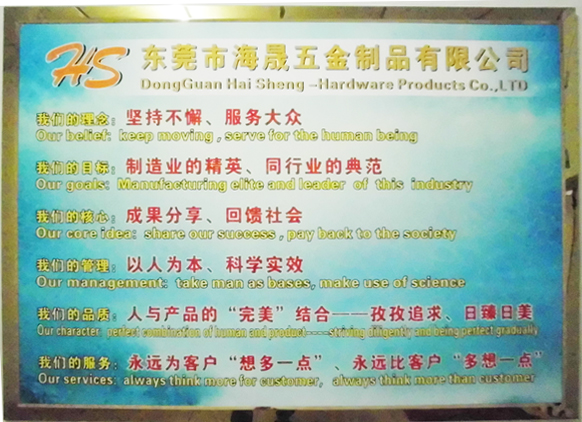 HS 东莞市海晟五金制品有限公司
DongGuan Hai Sheng -Hardware Products Co.,LTD
我们的理念：坚持不懈、服务大众
Our belief: keep moving , serve for the human being
我们的目标：制造业的精英、同行业的典范
Our goals: Manufacturing elite and leader of this industry
我们的核心：成果分享、回馈社会
Our core idea: share our success , pay back to the society
我们的管理：以人为本、科学实效
Our management: take man as bases, make use of science
我们的品质：人与产品的“完美”结合——孜孜追求、日臻日美
Our character: perfect combination of human and product----striving diligently and being perfect gradually
我们的服务：永远为客户“想多一点”、永远比客户“多想一点”
Our services: always think more for customer, always think more than customer